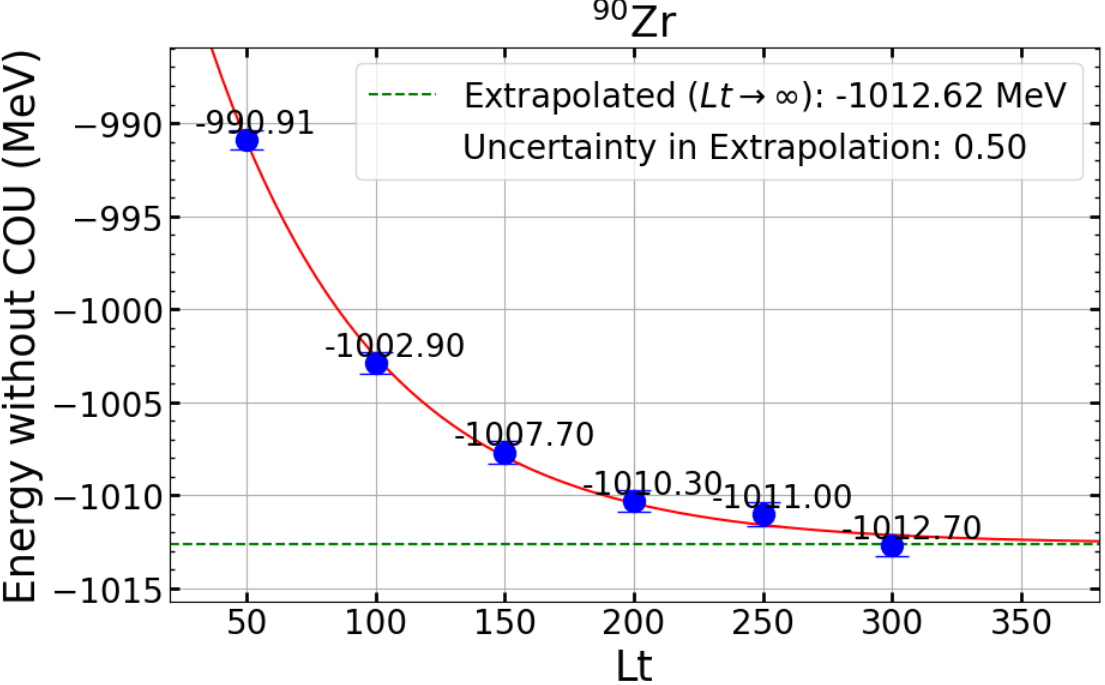 ⁹⁰Zr
Extrapolated (Lt → ∞): -1012.62 MeV
Uncertainty in Extrapolation: 0.50
Energy without COU (MeV)
−990
−995
−1000
−1005
−1010
−1015
-990.91
-1002.90
-1007.70
-1010.30
-1011.00
-1012.70
50 100 150 200 250 300 350
Lt